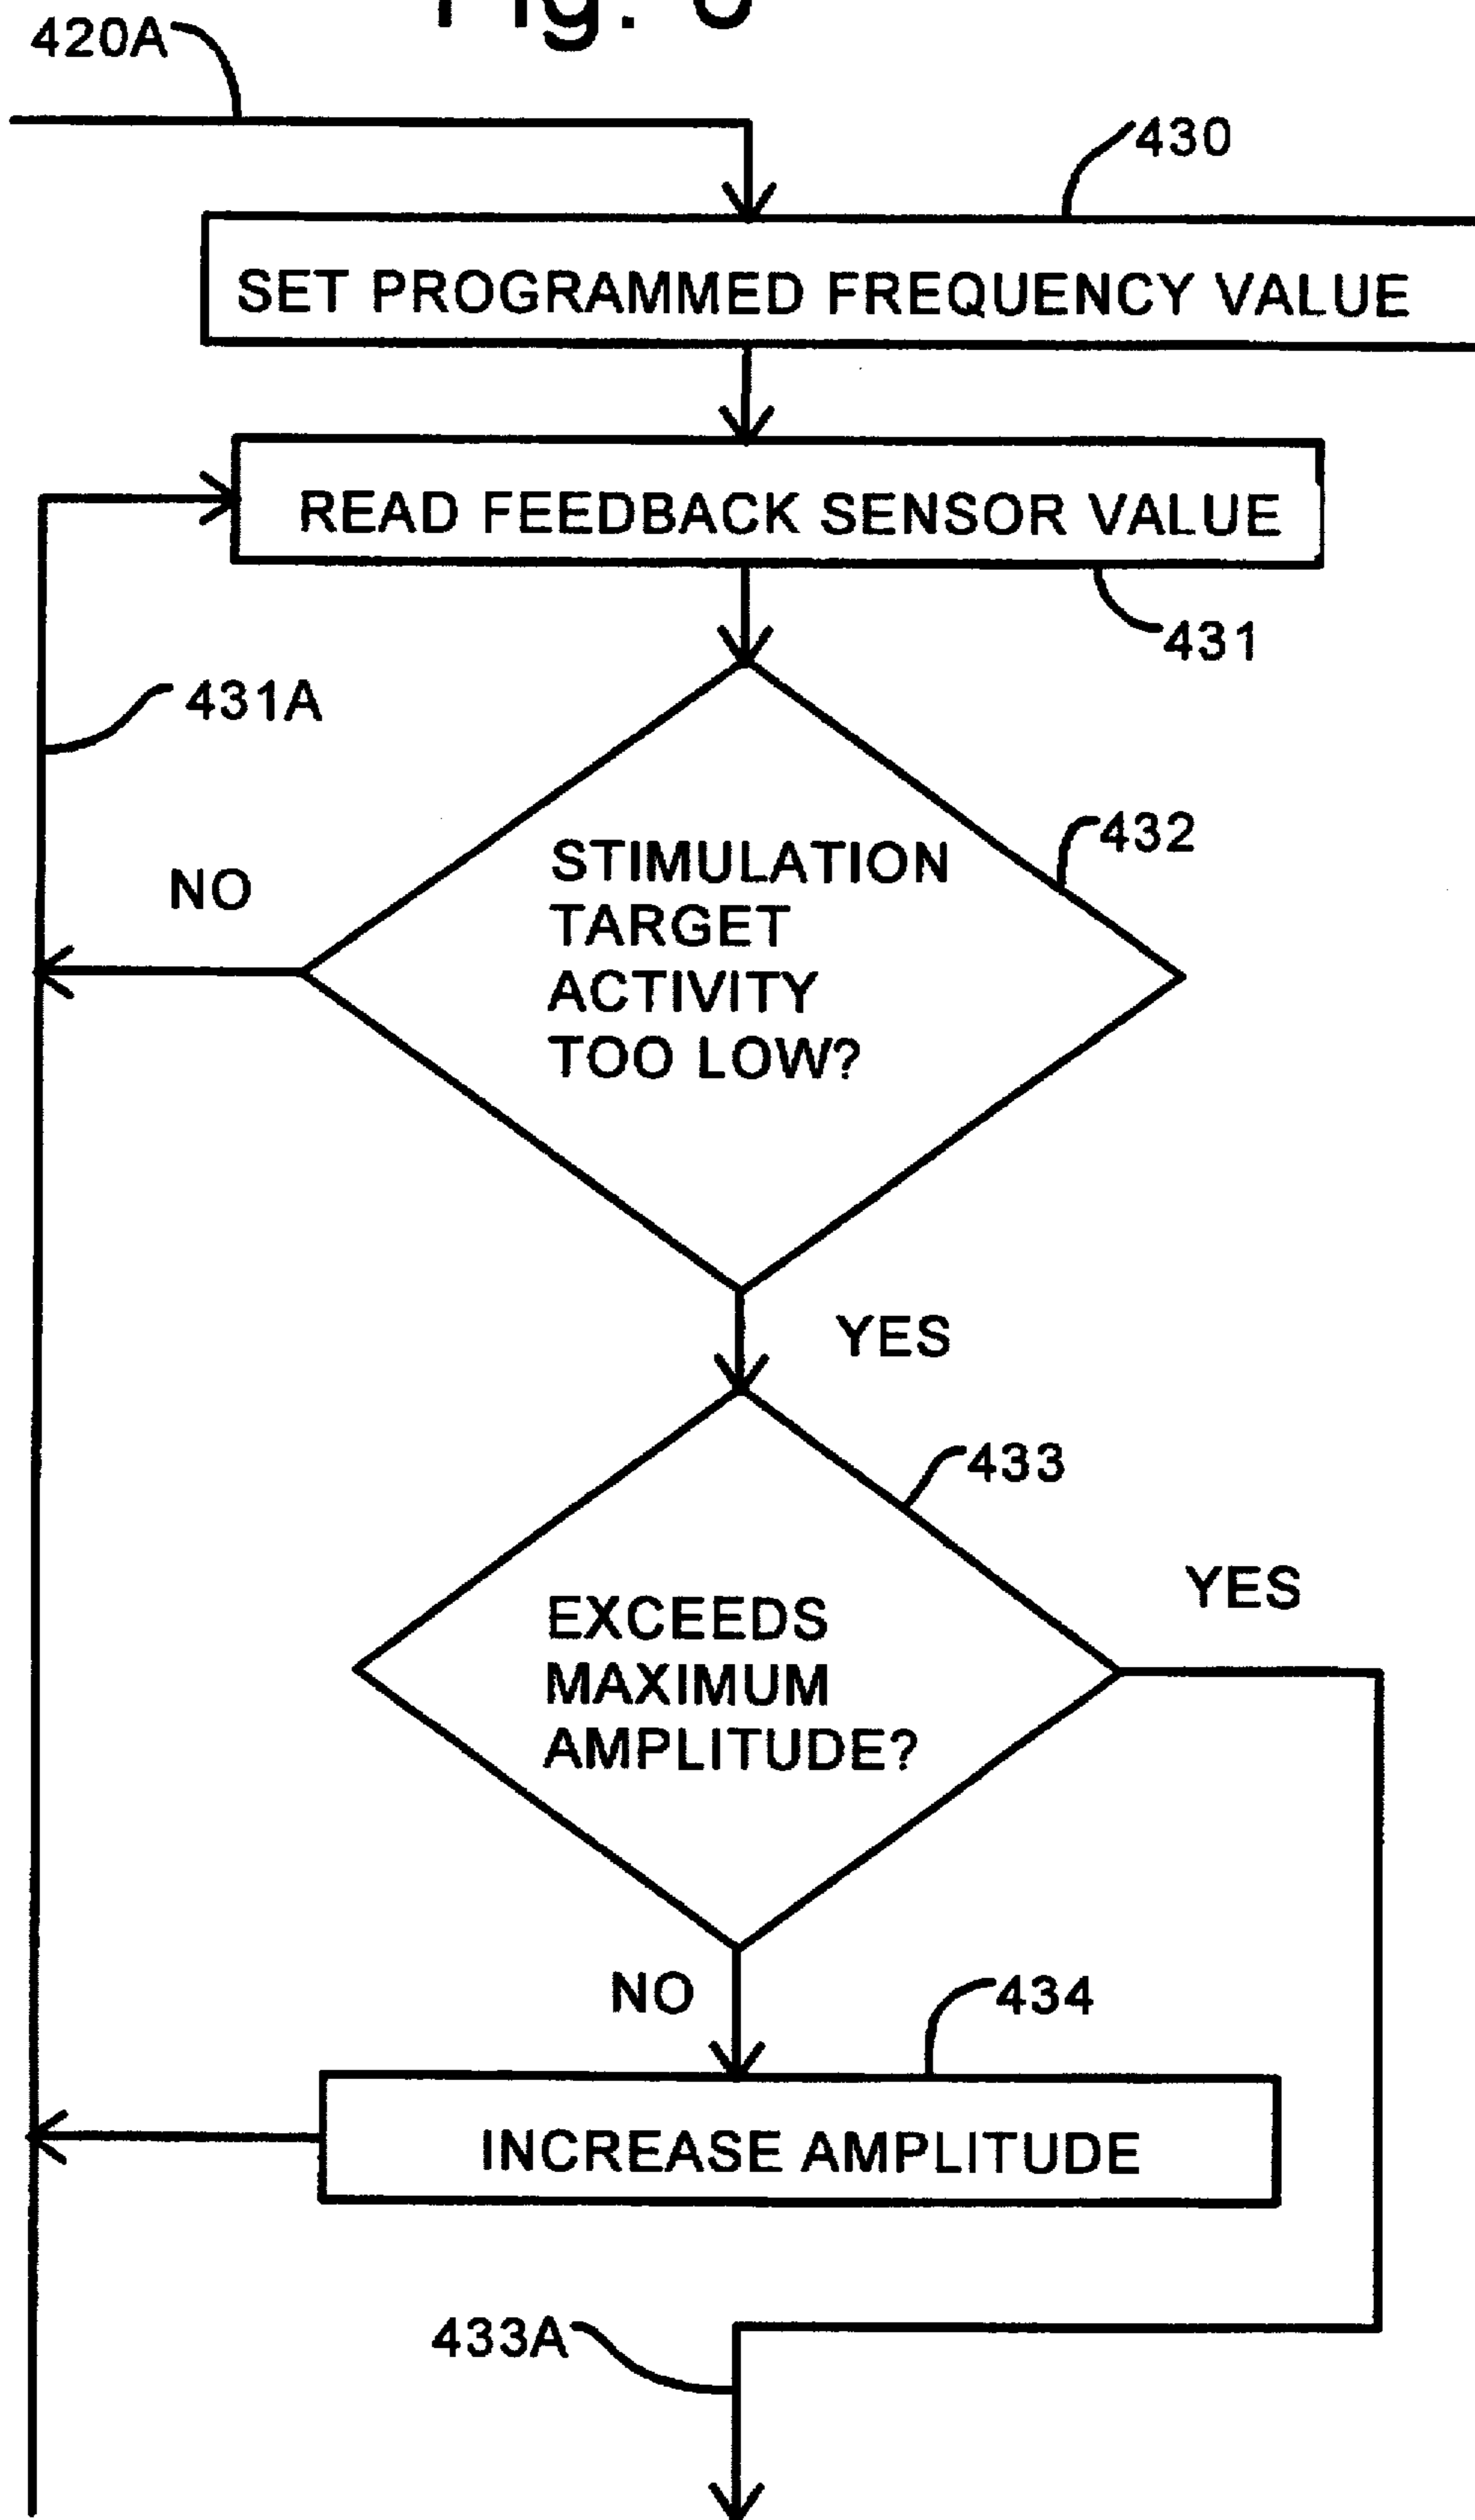 420A
430
SET PROGRAMMED FREQUENCY VALUE
READ FEEDBACK SENSOR VALUE
431
431A
432
NO
STIMULATION
TARGET
ACTIVITY
TOO LOW?
YES
433
YES
EXCEEDS
MAXIMUM
AMPLITUDE?
NO
434
INCREASE AMPLITUDE
433A